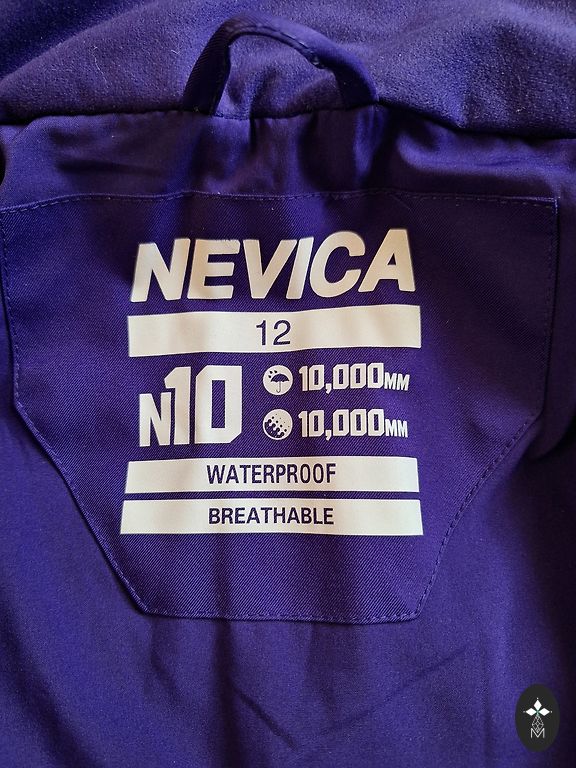 NEVICA
12
N10 10,000MM
10,000MM
WATERPROOF
BREATHABLE
M